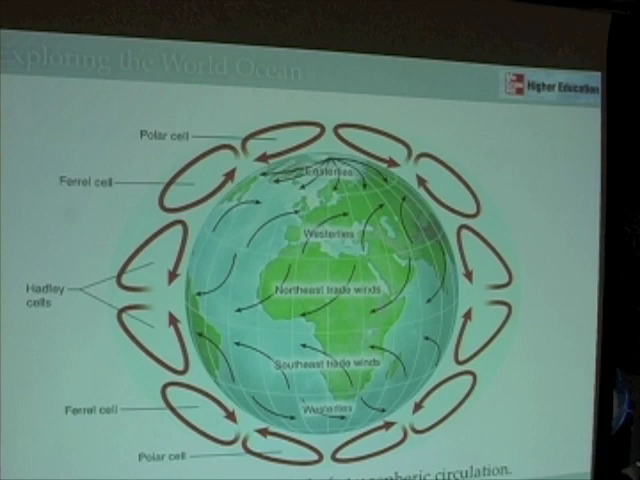 Exploring the World Ocean
Higher Education
Polar cell
Easterlies
Ferrel cell
Westerlies
Hadley
cells
Northeast trade winds
Southeast trade winds
Ferrel cell
Westerlies
Polar cell
circulation.